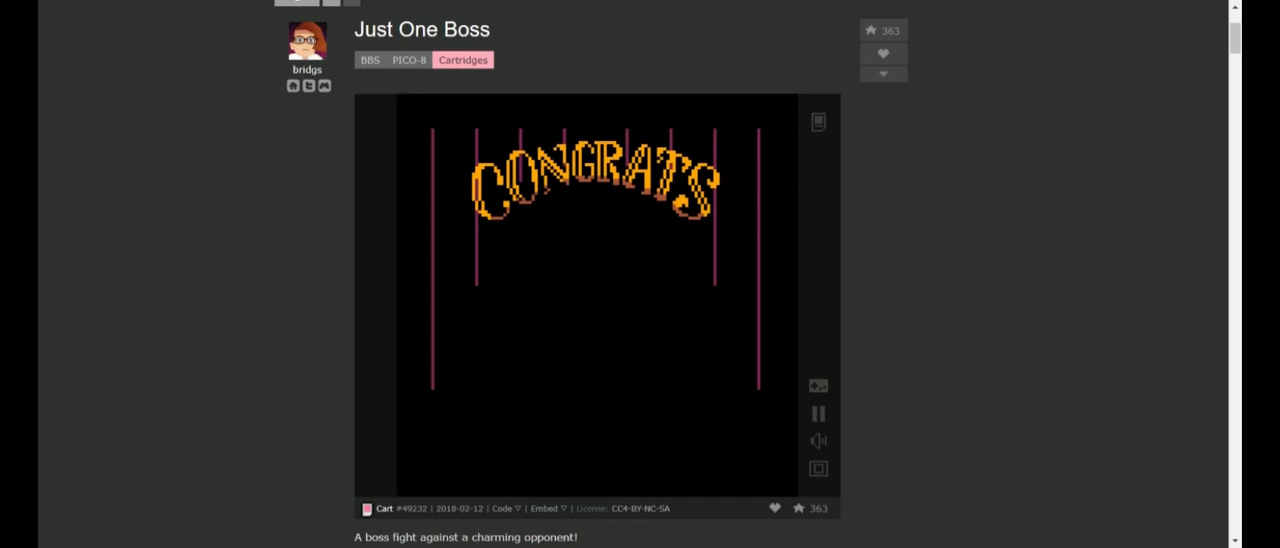 Just One Boss
363
bridgs
BBS PICO-8 Cartridges
CONGRATS
Cart #49232 | 2018-02-12 | Code ▽ | Embed ▽ | License: CC4-BY-NC-SA 363
A boss fight against a charming opponent!